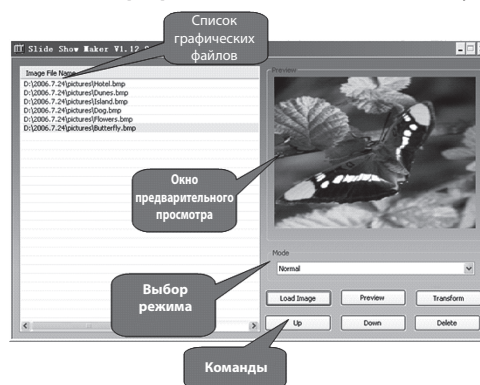 Список
графических
файлов
Slide Show Maker V1.12
Image File Name
D:\2006.7.24\pictures\Hotel.bmp
D:\2006.7.24\pictures\Dunes.bmp
D:\2006.7.24\pictures\Island.bmp
D:\2006.7.24\pictures\Dog.bmp
D:\2006.7.24\pictures\Flowers.bmp
D:\2006.7.24\pictures\Butterfly.bmp
Preview
Окно
предварительного
просмотра
Mode
Normal
Выбор
режима
Load Image Preview Transform
Up Down Delete
Команды